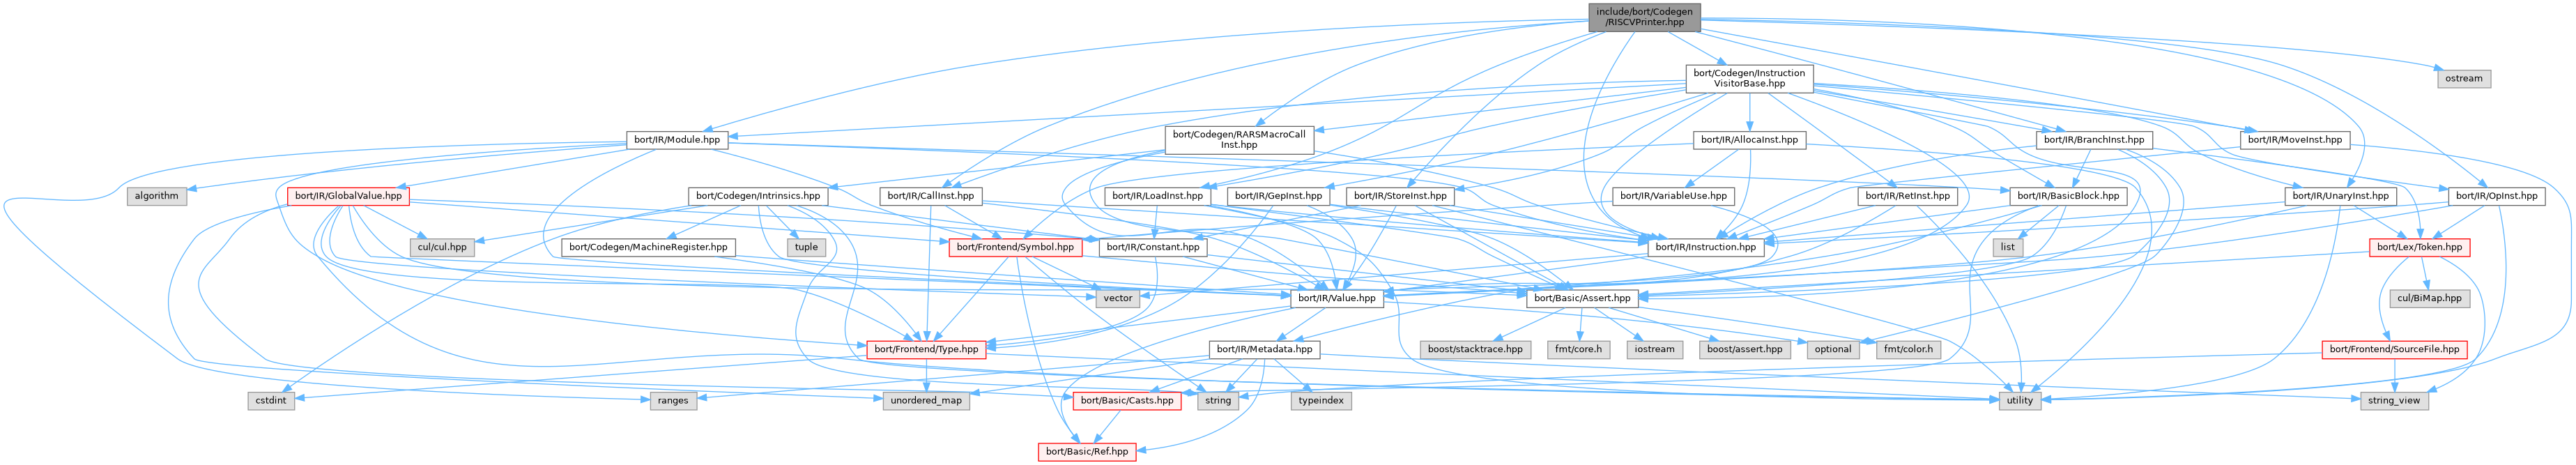 include/bort/Codegen
/RISCVPrinter.hpp
bort/Codegen/Instruction
VisitorBase.hpp
ostream
bort/IR/Module.hpp
bort/Codegen/RARSMacroCall
Inst.hpp
bort/IR/AllocaInst.hpp
bort/IR/BranchInst.hpp
bort/IR/MoveInst.hpp
algorithm
bort/IR/GlobalValue.hpp
bort/Codegen/Intrinsics.hpp
bort/IR/CallInst.hpp
bort/IR/LoadInst.hpp
bort/IR/GepInst.hpp
bort/IR/StoreInst.hpp
bort/IR/VariableUse.hpp
bort/IR/RetInst.hpp
bort/IR/BasicBlock.hpp
bort/IR/UnaryInst.hpp
bort/IR/OpInst.hpp
cul/cul.hpp
bort/Codegen/MachineRegister.hpp
tuple
bort/Frontend/Symbol.hpp
bort/IR/Constant.hpp
bort/IR/Instruction.hpp
list
bort/Lex/Token.hpp
vector
bort/IR/Value.hpp
bort/Basic/Assert.hpp
cul/BiMap.hpp
bort/Frontend/Type.hpp
bort/IR/Metadata.hpp
boost/stacktrace.hpp
fmt/core.h
iostream
boost/assert.hpp
optional
fmt/color.h
bort/Frontend/SourceFile.hpp
cstdint
ranges
unordered_map
bort/Basic/Casts.hpp
string
typeindex
utility
string_view
bort/Basic/Ref.hpp